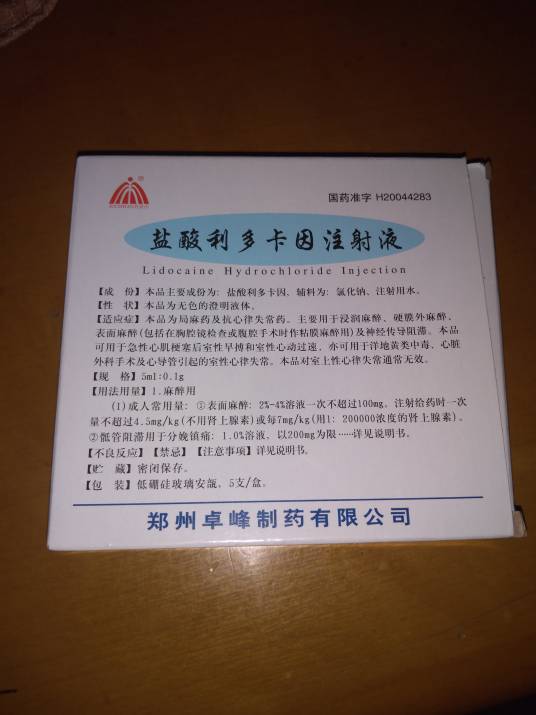 国药准字 H20044283
盐酸利多卡因注射液
Lidocaine Hydrochloride Injection
【成 份】本品主要成份为：盐酸利多卡因，辅料为：氯化钠、注射用水。
【性 状】本品为无色的澄明液体。
【适应症】本品为局麻药及抗心律失常药。主要用于浸润麻醉、硬膜外麻醉、
表面麻醉(包括在胸腔镜检查或腹腔手术时作粘膜麻醉用)及神经传导阻滞。本品
可用于急性心肌梗塞后室性早搏和室性心动过速，亦可用于洋地黄类中毒、心脏
外科手术及心导管引起的室性心律失常。本品对室上性心律失常通常无效。
【规 格】5ml:0.1g
【用法用量】1.麻醉用
(1)成人常用量：①表面麻醉：2%-4%溶液一次不超过100mg。注射给药时一次
量不超过4.5mg/kg(不用肾上腺素)或每7mg/kg(用1：200000浓度的肾上腺素)。
②骶管阻滞用于分娩镇痛：1.0%溶液，以200mg为限……详见说明书。
【不良反应】【禁忌】【注意事项】详见说明书。
【贮 藏】密闭保存。
【包 装】低硼硅玻璃安瓿，5支/盒。
郑州卓峰制药有限公司